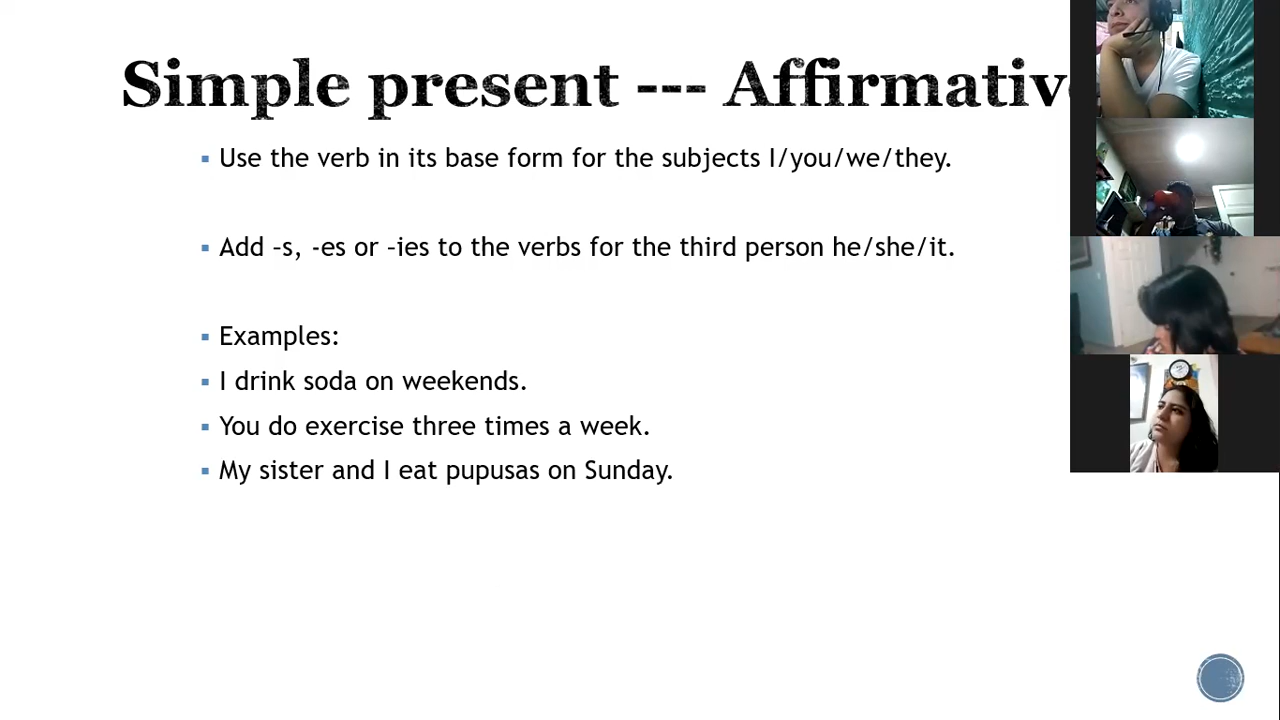 Simple present --- Affirmativ
Use the verb in its base form for the subjects I/you/we/they.
Add –s, -es or –ies to the verbs for the third person he/she/it.
Examples:
I drink soda on weekends.
You do exercise three times a week.
My sister and I eat pupusas on Sunday.